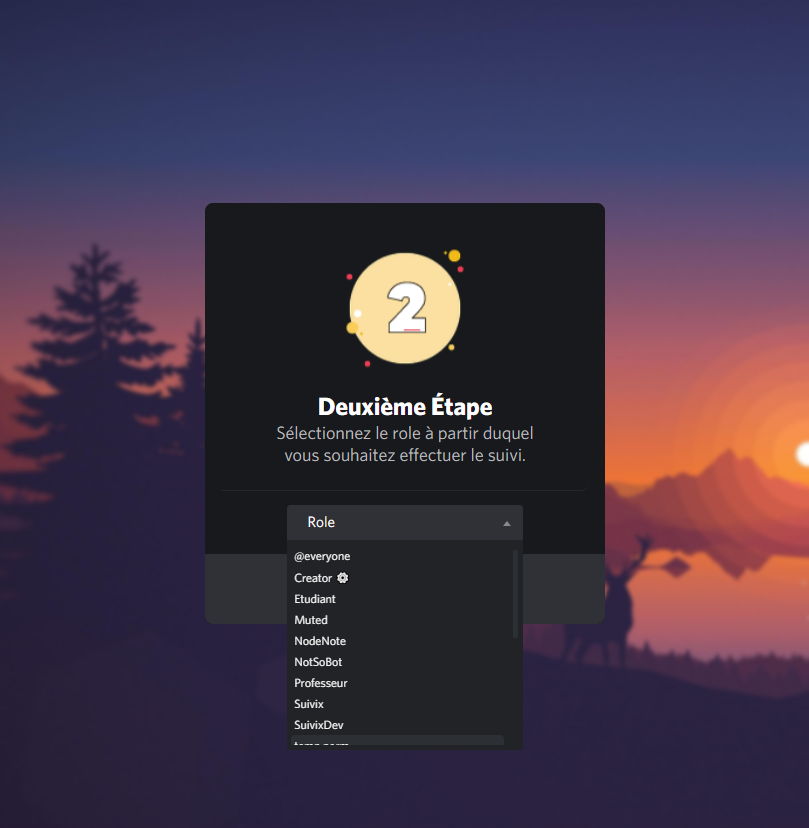 2
Deuxième Étape
Sélectionnez le role à partir duquel
vous souhaitez effectuer le suivi.
Role
@everyone
Creator
Etudiant
Muted
NodeNote
NotSoBot
Professeur
Suivix
SuivixDev